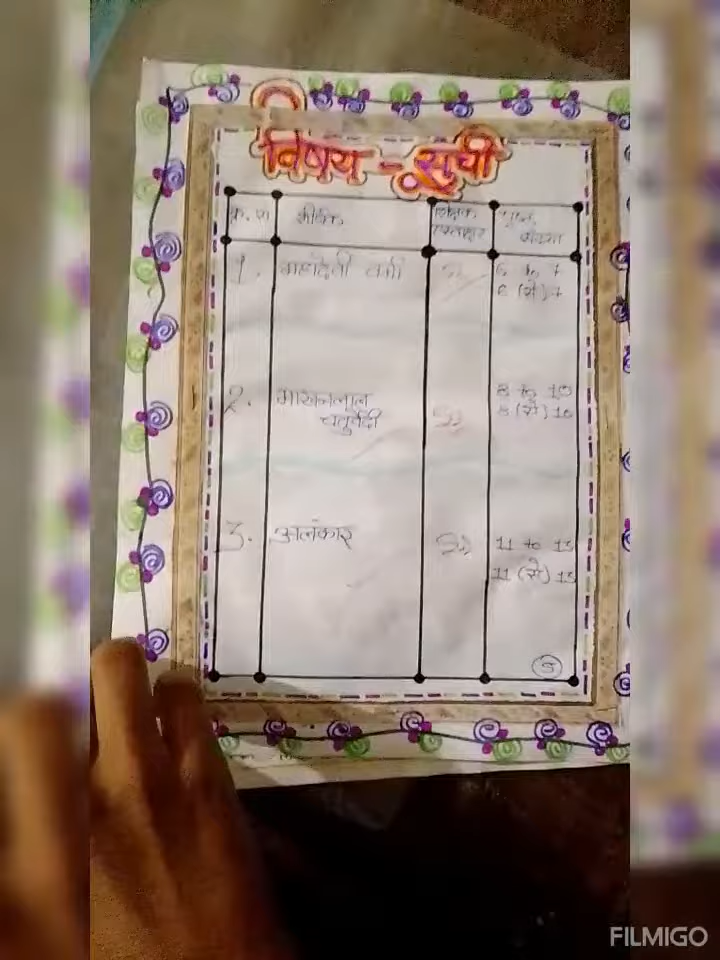 विषय - सूची
क्र. स. शीर्षक शिक्षक हस्ताक्षर पृष्ठ संख्या
1. महादेवी वर्मा 6 to 7
6 (से) 7
2. माखनलाल चतुर्वेदी 8 to 10
8 (से) 10
3. अलंकार 11 to 13
11 (से) 13
5
FILMIGO